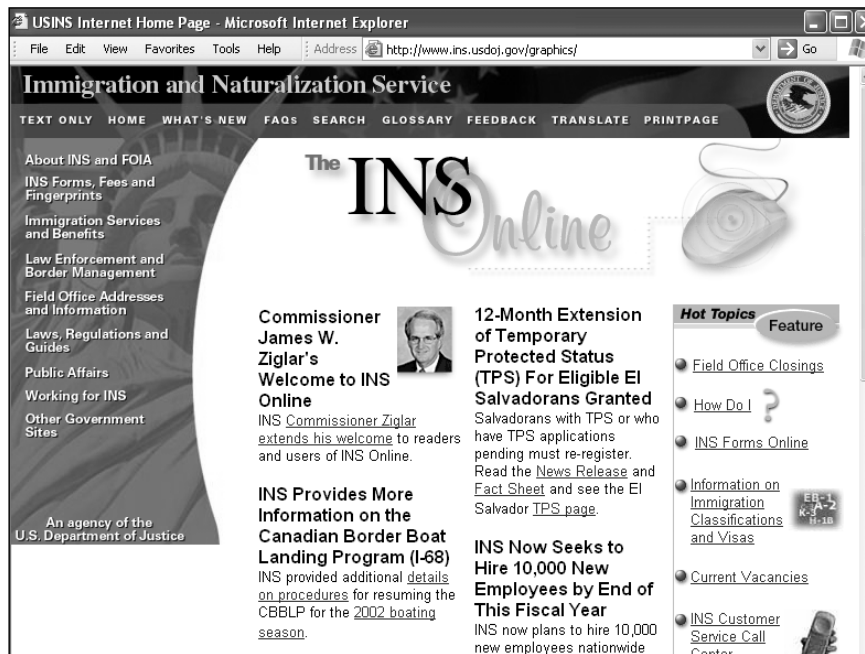 USINS Internet Home Page - Microsoft Internet Explorer
File Edit View Favorites Tools Help Address http://www.ins.usdoj.gov/graphics/ Go
Immigration and Naturalization Service
TEXT ONLY HOME WHAT'S NEW FAQs SEARCH GLOSSARY FEEDBACK TRANSLATE PRINTPAGE
About INS and FOIA
INS Forms, Fees and
Fingerprints
Immigration Services
and Benefits
Law Enforcement and
Border Management
Field Office Addresses
and Information
Laws, Regulations and
Guides
Public Affairs
Working for INS
Other Government
Sites
An agency of the
U.S. Department of Justice
The INS
Online
Commissioner
James W.
Ziglar's
Welcome to INS
Online
INS Commissioner Ziglar
extends his welcome to readers
and users of INS Online.
INS Provides More
Information on the
Canadian Border Boat
Landing Program (I-68)
INS provided additional details
on procedures for resuming the
CBBLP for the 2002 boating
season.
12-Month Extension
of Temporary
Protected Status
(TPS) For Eligible El
Salvadorans Granted
Salvadorans with TPS or who
have TPS applications
pending must re-register.
Read the News Release and
Fact Sheet and see the El
Salvador TPS page.
INS Now Seeks to
Hire 10,000 New
Employees by End of
This Fiscal Year
INS now plans to hire 10,000
new employees nationwide
Hot Topics
Feature
Field Office Closings
How Do I ?
INS Forms Online
Information on
Immigration
Classifications
and Visas
EB-1
A-2
K-3
H-1B
Current Vacancies
INS Customer
Service Call
Center